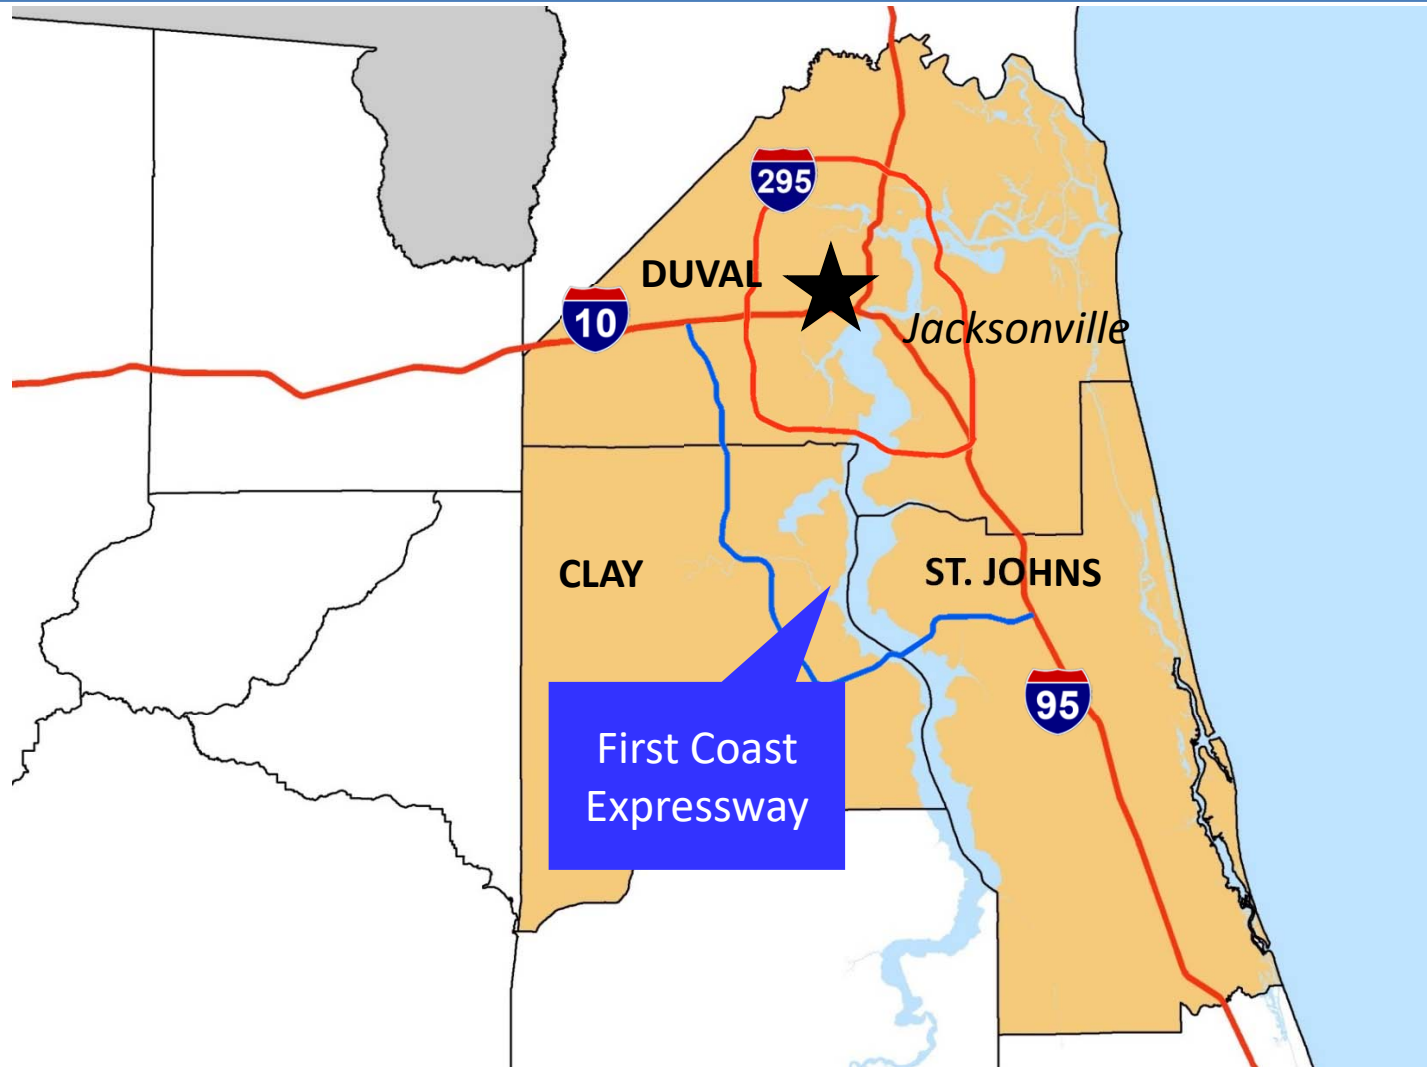 295
DUVAL
10
Jacksonville
CLAY
ST. JOHNS
95
First Coast
Expressway